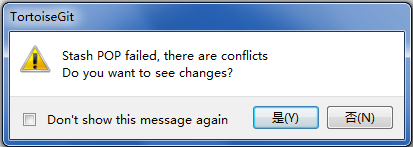 TortoiseGit
Stash POP failed, there are conflicts
Do you want to see changes?
Don't show this message again
是(Y)
否(N)